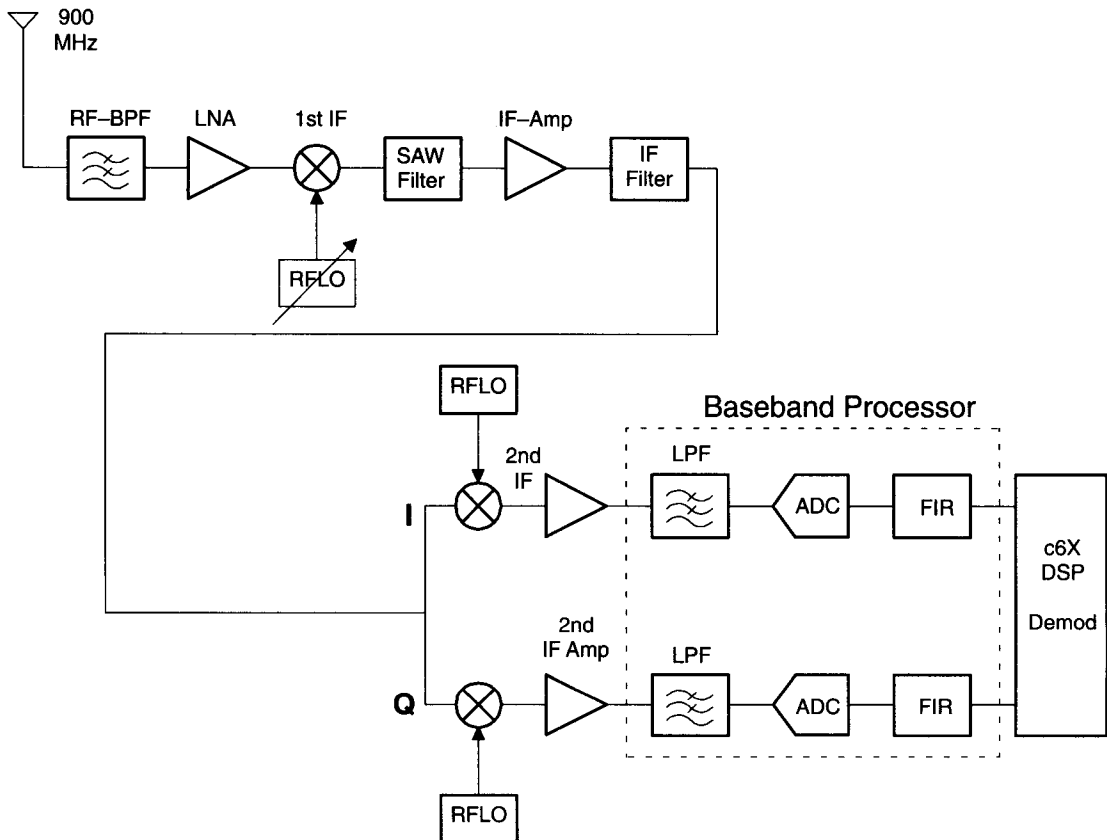 900
MHz
RF–BPF
LNA
1st IF
IF–Amp
SAW
Filter
IF
Filter
RFLO
RFLO
Baseband Processor
2nd
IF
LPF
I
ADC
FIR
c6X
DSP
Demod
2nd
IF Amp
LPF
Q
ADC
FIR
RFLO